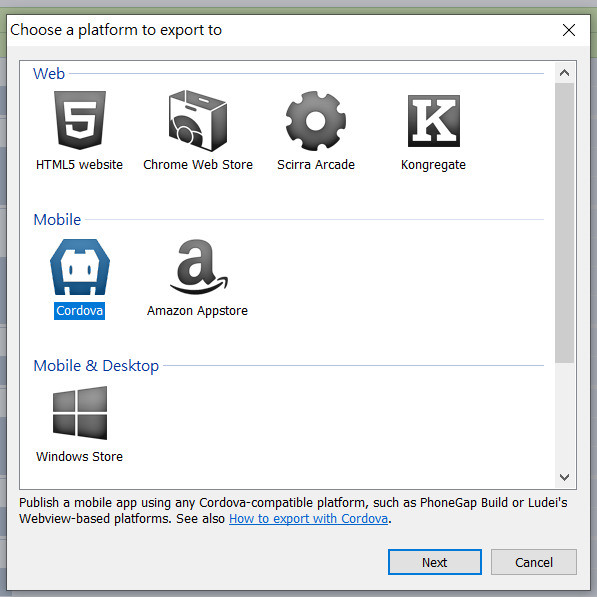 Choose a platform to export to
Web
5
HTML5 website
Chrome Web Store
Scirra Arcade
K
Kongregate
Mobile
Cordova
a
Amazon Appstore
Mobile & Desktop
Windows Store
Publish a mobile app using any Cordova-compatible platform, such as PhoneGap Build or Ludei's
Webview-based platforms. See also How to export with Cordova.
Next
Cancel